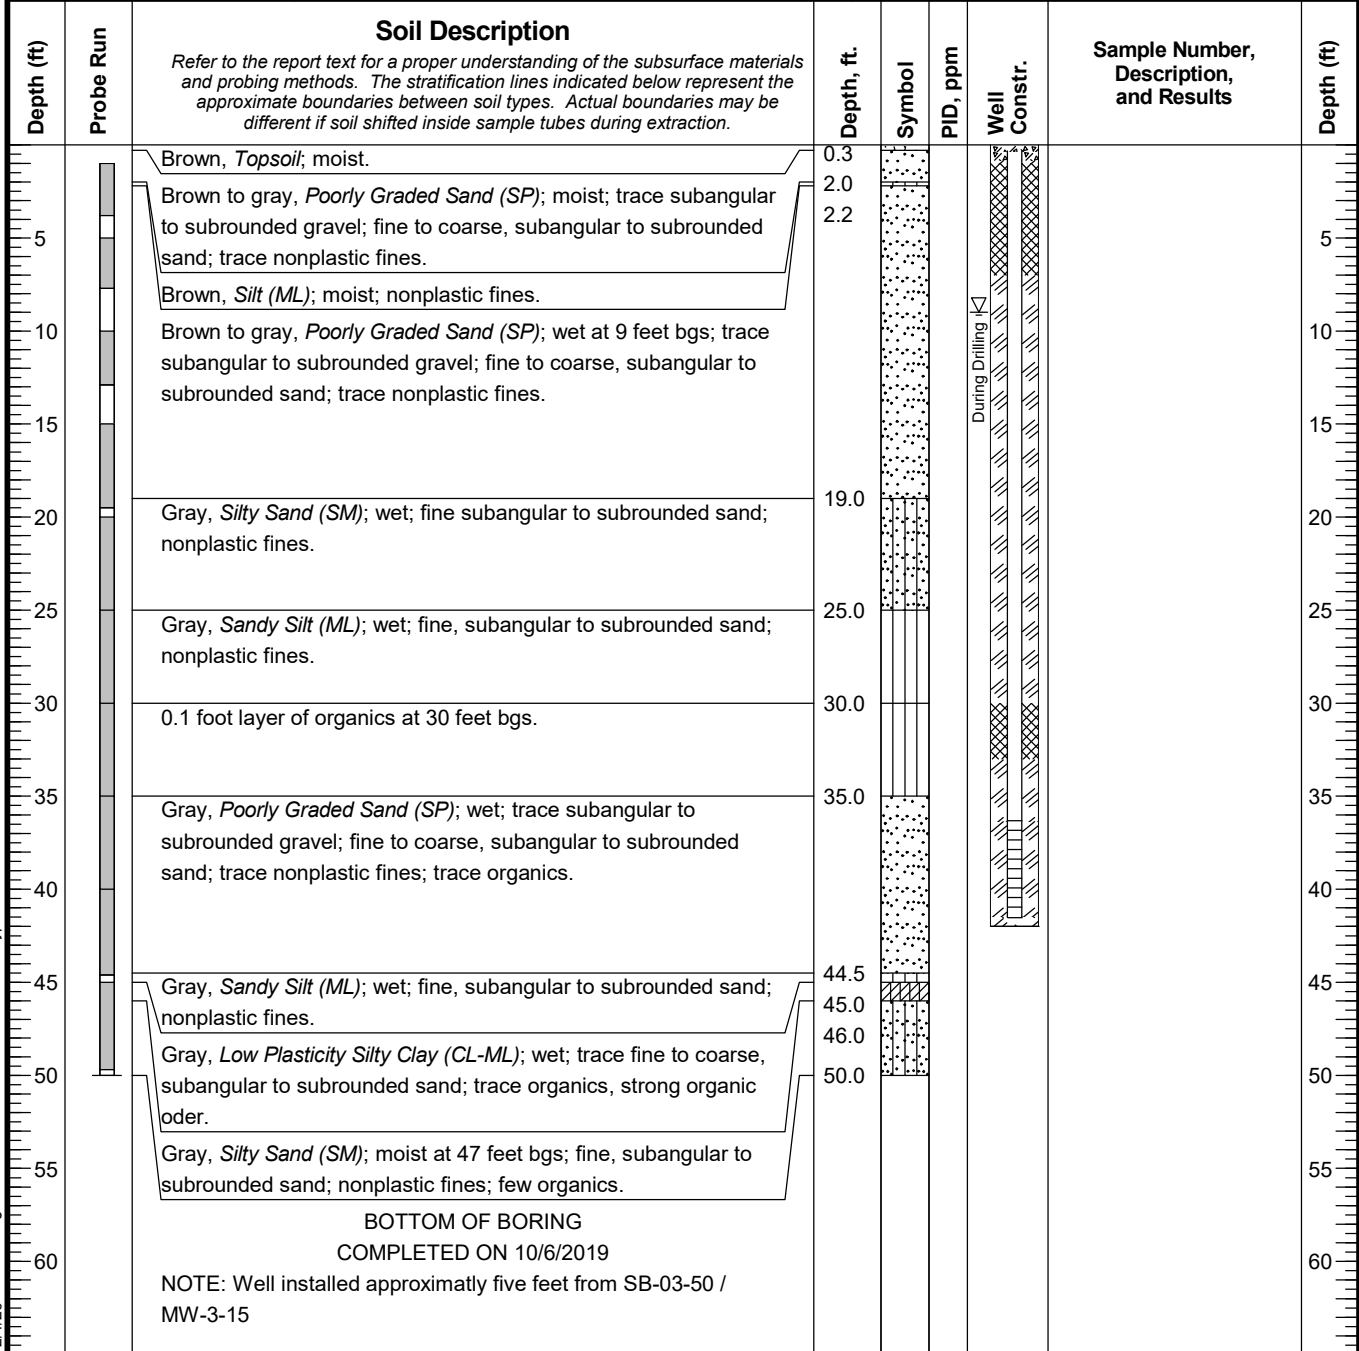 Depth (ft)
Probe Run
Soil Description
Refer to the report text for a proper understanding of the subsurface materials
and probing methods. The stratification lines indicated below represent the
approximate boundaries between soil types. Actual boundaries may be
different if soil shifted inside sample tubes during extraction.
Depth, ft.
Symbol
PID, ppm
Well
Constr.
Sample Number,
Description,
and Results
Depth (ft)
Brown, Topsoil; moist.
0.3
Brown to gray, Poorly Graded Sand (SP); moist; trace subangular
to subrounded gravel; fine to coarse, subangular to subrounded
sand; trace nonplastic fines.
2.0
2.2
5
5
Brown, Silt (ML); moist; nonplastic fines.
Brown to gray, Poorly Graded Sand (SP); wet at 9 feet bgs; trace
subangular to subrounded gravel; fine to coarse, subangular to
subrounded sand; trace nonplastic fines.
During Drilling
10
10
15
15
19.0
Gray, Silty Sand (SM); wet; fine subangular to subrounded sand;
nonplastic fines.
20
20
25
25.0
25
Gray, Sandy Silt (ML); wet; fine, subangular to subrounded sand;
nonplastic fines.
30
30.0
30
0.1 foot layer of organics at 30 feet bgs.
35
35.0
35
Gray, Poorly Graded Sand (SP); wet; trace subangular to
subrounded gravel; fine to coarse, subangular to subrounded
sand; trace nonplastic fines; trace organics.
40
40
44.5
45
45
Gray, Sandy Silt (ML); wet; fine, subangular to subrounded sand;
nonplastic fines.
45.0
46.0
Gray, Low Plasticity Silty Clay (CL-ML); wet; trace fine to coarse,
subangular to subrounded sand; trace organics, strong organic
oder.
50
50.0
50
Gray, Silty Sand (SM); moist at 47 feet bgs; fine, subangular to
subrounded sand; nonplastic fines; few organics.
55
55
BOTTOM OF BORING
COMPLETED ON 10/6/2019
60
60
NOTE: Well installed approximatly five feet from SB-03-50 /
MW-3-15